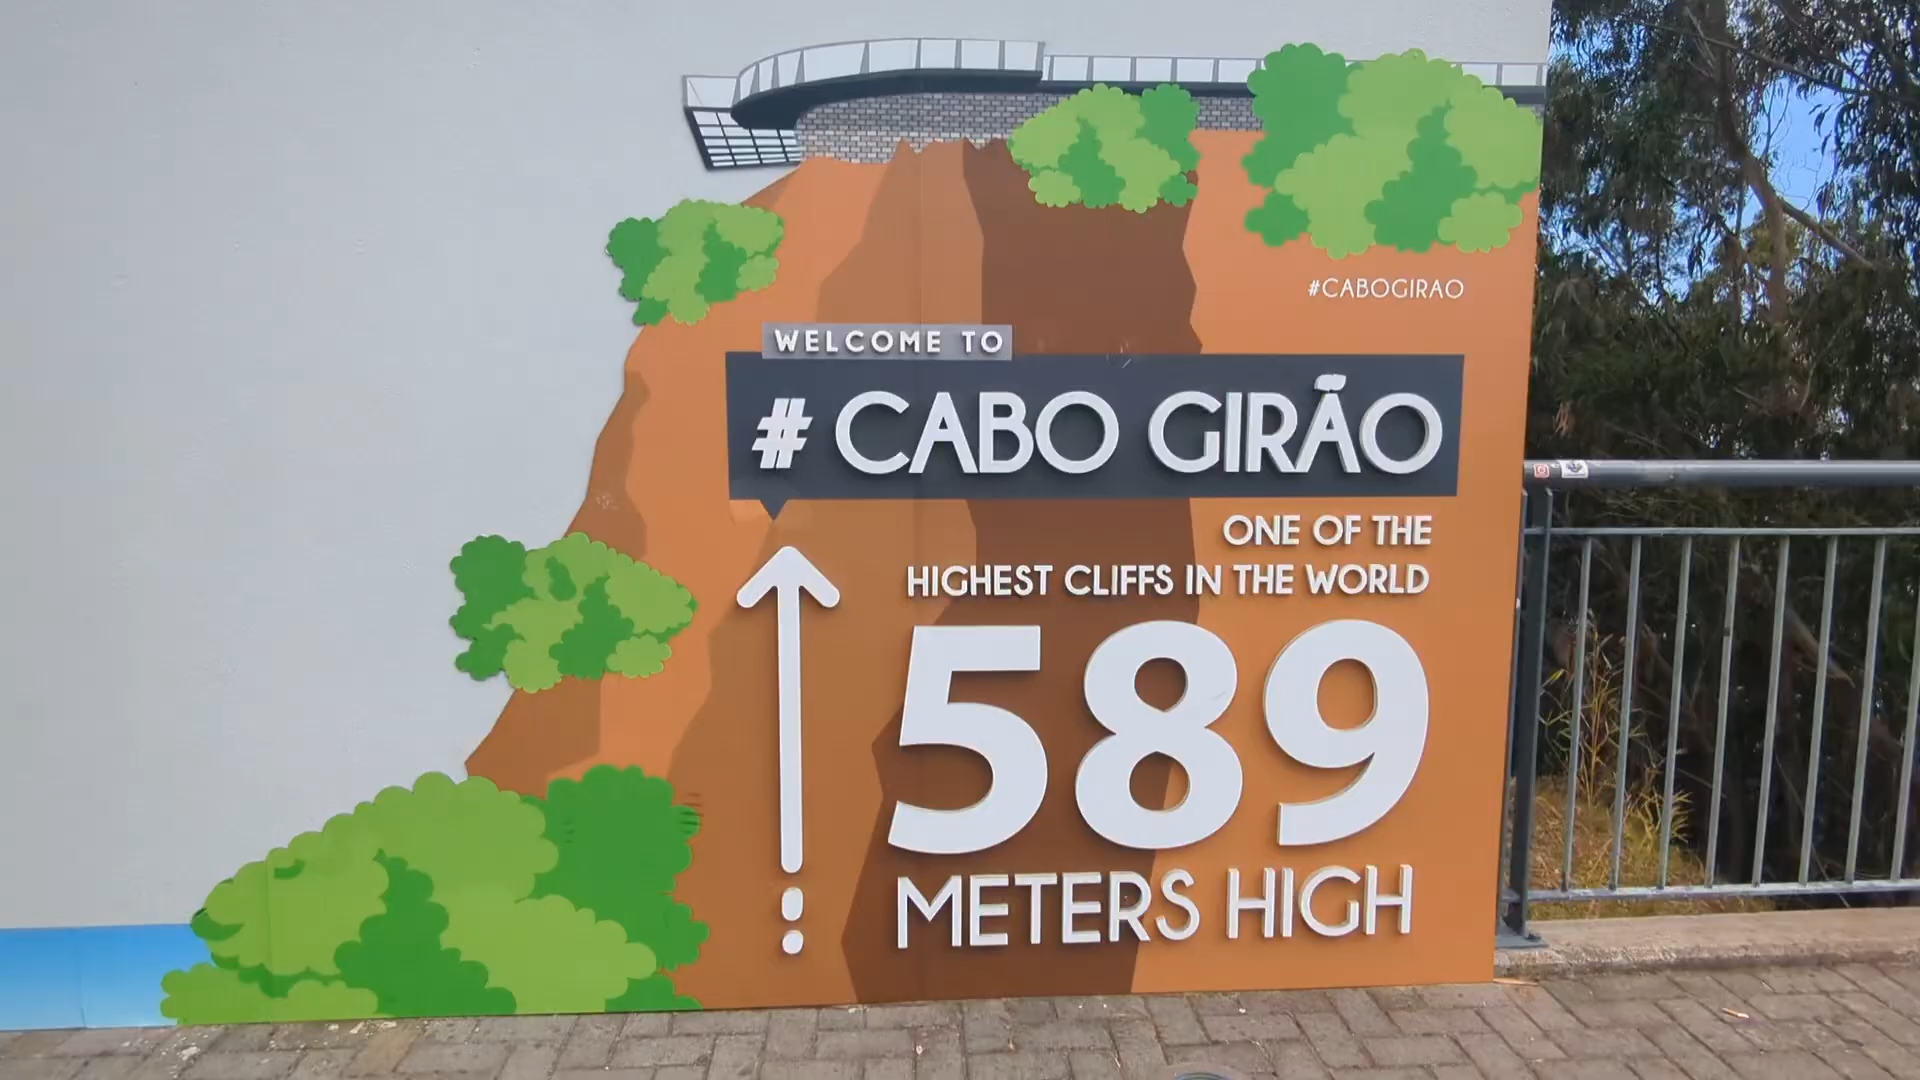 #CABOGIRAO
WELCOME TO
# CABO GIRÃO
ONE OF THE
HIGHEST CLIFFS IN THE WORLD
589
METERS HIGH